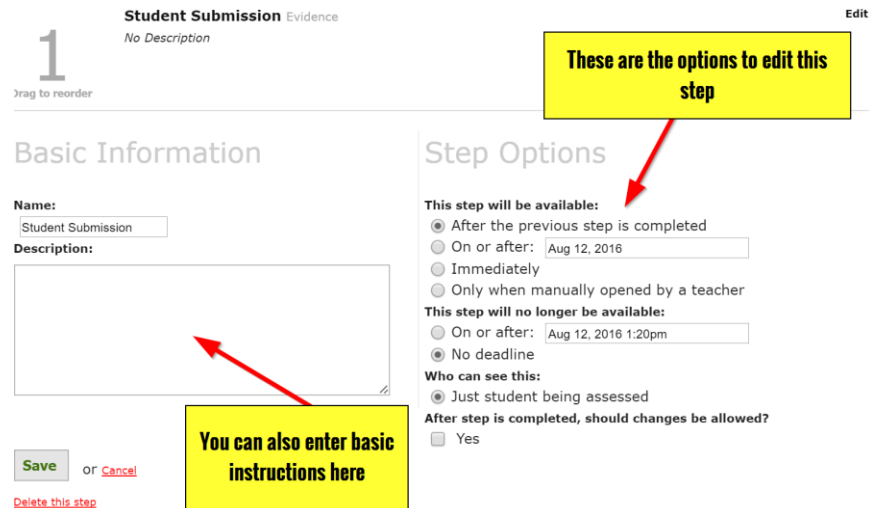 Student Submission Evidence
Edit
No Description
1
Drag to reorder
These are the options to edit this
step
Basic Information
Name:
Student Submission
Description:
You can also enter basic
instructions here
Save or Cancel
Delete this step
Step Options
This step will be available:
After the previous step is completed
On or after: Aug 12, 2016
Immediately
Only when manually opened by a teacher
This step will no longer be available:
On or after: Aug 12, 2016 1:20pm
No deadline
Who can see this:
Just student being assessed
After step is completed, should changes be allowed?
Yes